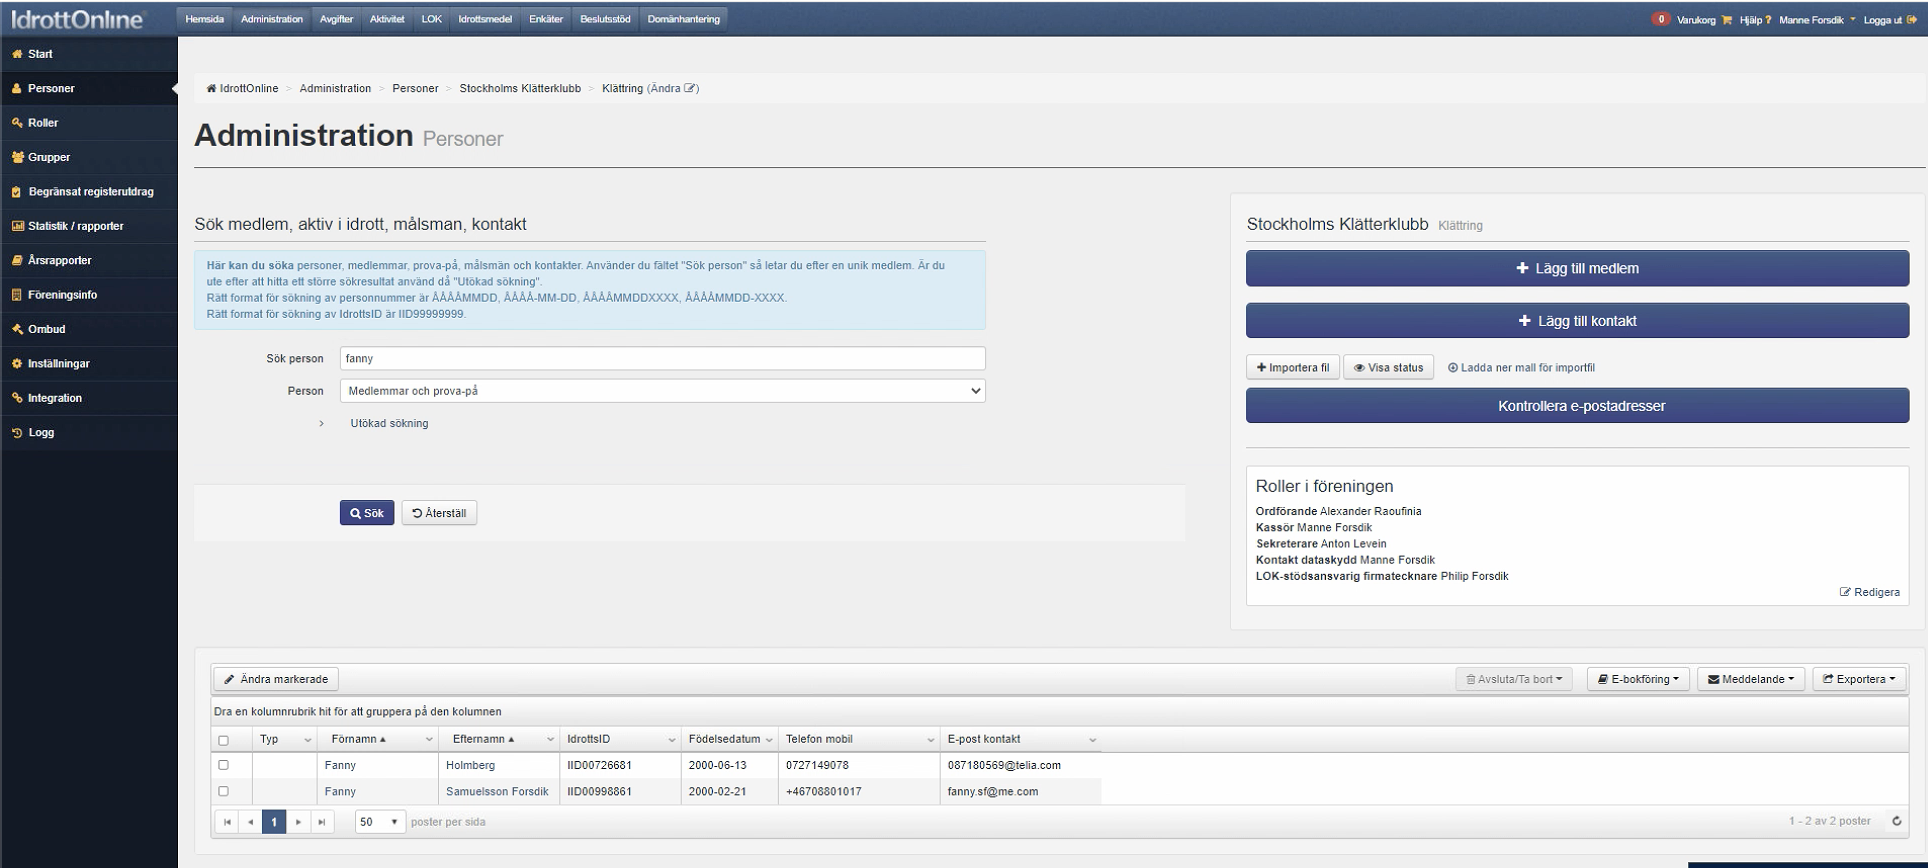 IdrottOnline
Hemsida Administration Avgifter Aktivitet LOK Idrottsmedel Enkäter Beslutsstöd Domänhantering
0 Varukorg Hjälp ? Manne Forsdik Logga ut
Start
Personer
Roller
Grupper
Begränsat registerutdrag
Statistik / rapporter
Årsrapporter
Föreningsinfo
Ombud
Inställningar
Integration
Logg
IdrottOnline > Administration > Personer > Stockholms Klätterklubb > Klättring (Ändra )
Administration Personer
Sök medlem, aktiv i idrott, målsman, kontakt
Här kan du söka personer, medlemmar, prova-på, målsmän och kontakter. Använder du fältet "Sök person" så letar du efter en unik medlem. Är du
ute efter att hitta ett större sökresultat använd då "Utökad sökning".
Rätt format för sökning av personnummer är ÅÅÅÅMMDD, ÅÅÅÅ-MM-DD, ÅÅÅÅMMDDXXXX, ÅÅÅÅMMDD-XXXX.
Rätt format för sökning av IdrottsID är IID99999999.
Sök person fanny
Person Medlemmar och prova-på
> Utökad sökning
Sök Återställ
Stockholms Klätterklubb Klättring
+ Lägg till medlem
+ Lägg till kontakt
+ Importera fil Visa status Ladda ner mall för importfil
Kontrollera e-postadresser
Roller i föreningen
Ordförande Alexander Raoufinia
Kassör Manne Forsdik
Sekreterare Anton Levein
Kontakt dataskydd Manne Forsdik
LOK-stödsansvarig firmatecknare Philip Forsdik
Redigera
Ändra markerade Avsluta/Ta bort E-bokföring Meddelande Exportera
Dra en kolumnrubrik hit för att gruppera på den kolumnen
Typ Förnamn Efternamn IdrottsID Födelsedatum Telefon mobil E-post kontakt
Fanny Holmberg IID00726681 2000-06-13 0727149078 087180569@telia.com
Fanny Samuelsson Forsdik IID00998861 2000-02-21 +46708801017 fanny.sf@me.com
1 50 poster per sida 1 - 2 av 2 poster